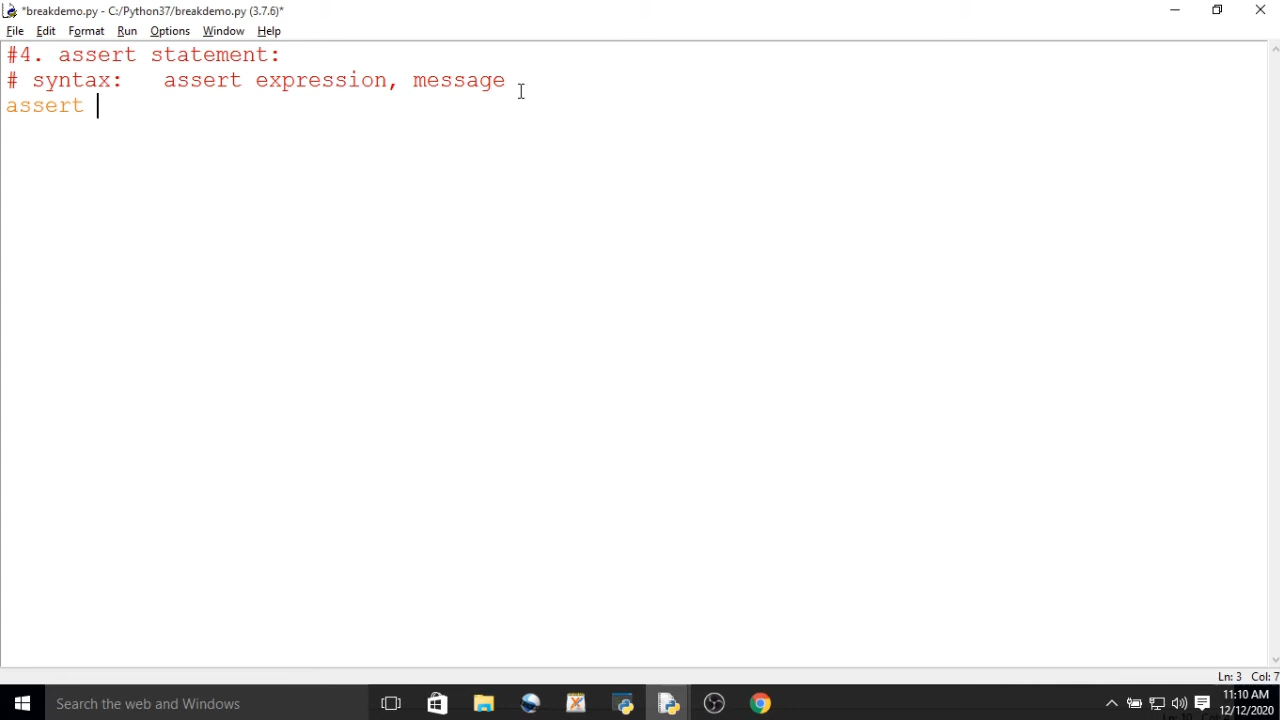 *breakdemo.py - C:/Python37/breakdemo.py (3.7.6)*
File Edit Format Run Options Window Help
#4. assert statement:
# syntax:   assert expression, message
assert
Ln: 3 Col: 7
Search the web and Windows
11:10 AM
12/12/2020